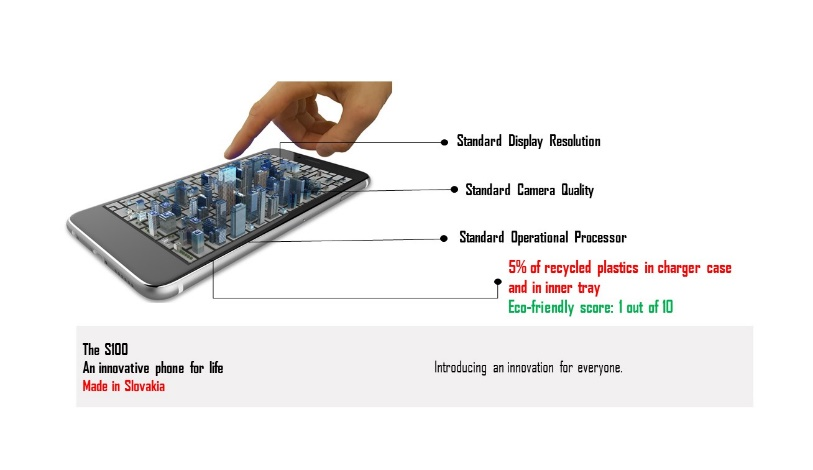 Standard Display Resolution
Standard Camera Quality
Standard Operational Processor
5% of recycled plastics in charger case
and in inner tray
Eco-friendly score: 1 out of 10
The S100
An innovative phone for life
Made in Slovakia
Introducing an innovation for everyone.